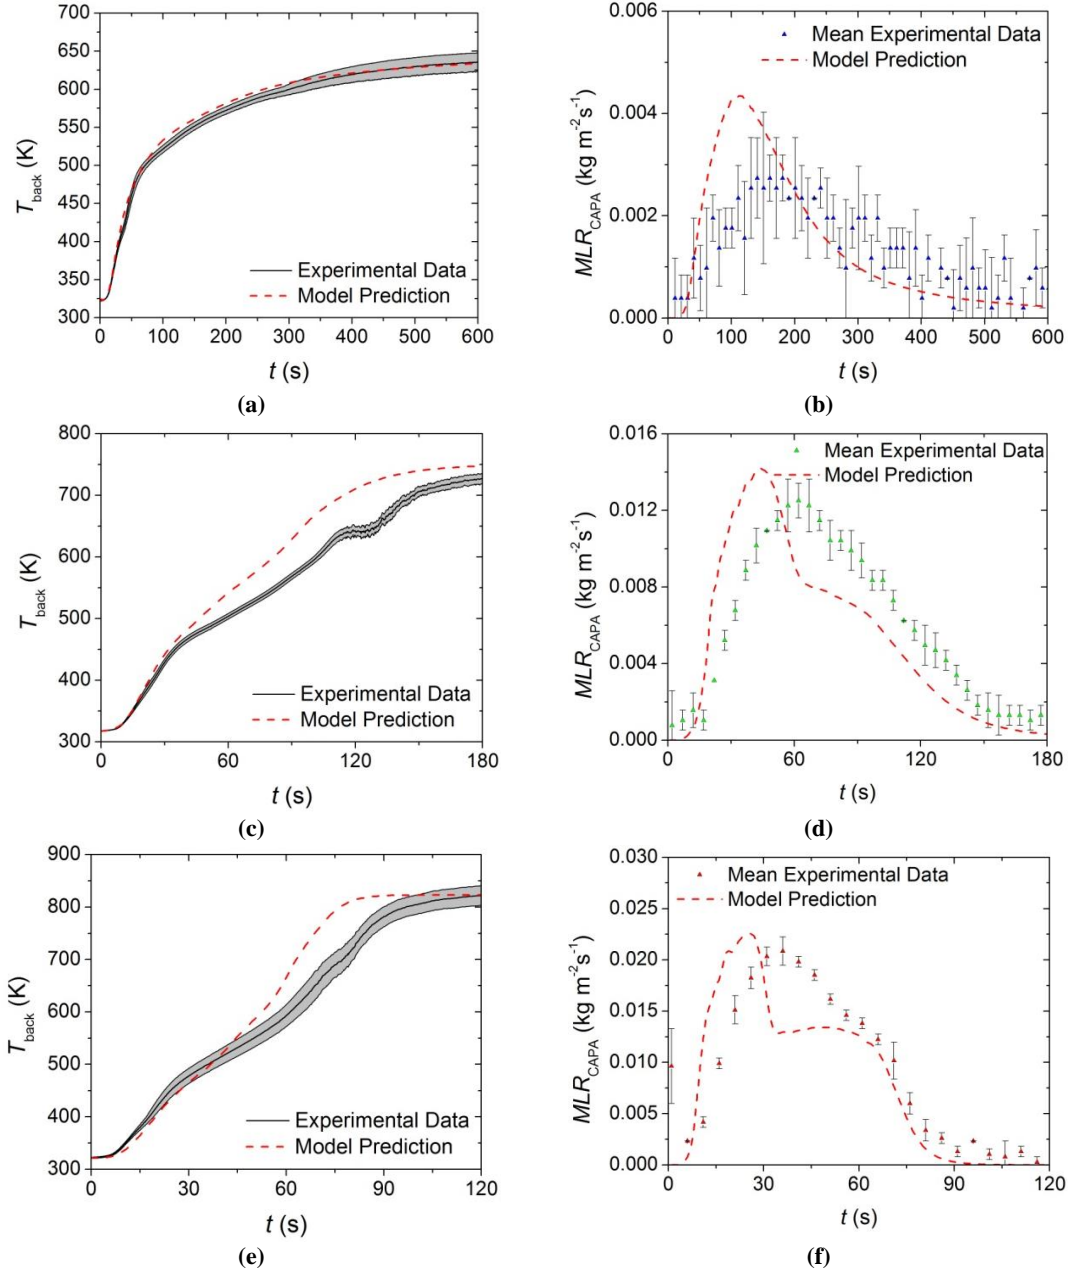 700
650
600
550
500
450
400
350
300
0 100 200 300 400 500 600
T_back (K)
t (s)
Experimental Data
Model Prediction
(a)
0.006
0.004
0.002
0.000
0 100 200 300 400 500 600
MLR_CAPA (kg m⁻²s⁻¹)
t (s)
Mean Experimental Data
Model Prediction
(b)
800
700
600
500
400
300
0 60 120 180
T_back (K)
t (s)
Experimental Data
Model Prediction
(c)
0.016
0.012
0.008
0.004
0.000
0 60 120 180
MLR_CAPA (kg m⁻²s⁻¹)
t (s)
Mean Experimental Data
Model Prediction
(d)
900
800
700
600
500
400
300
0 30 60 90 120
T_back (K)
t (s)
Experimental Data
Model Prediction
(e)
0.030
0.025
0.020
0.015
0.010
0.005
0.000
0 30 60 90 120
MLR_CAPA (kg m⁻²s⁻¹)
t (s)
Mean Experimental Data
Model Prediction
(f)